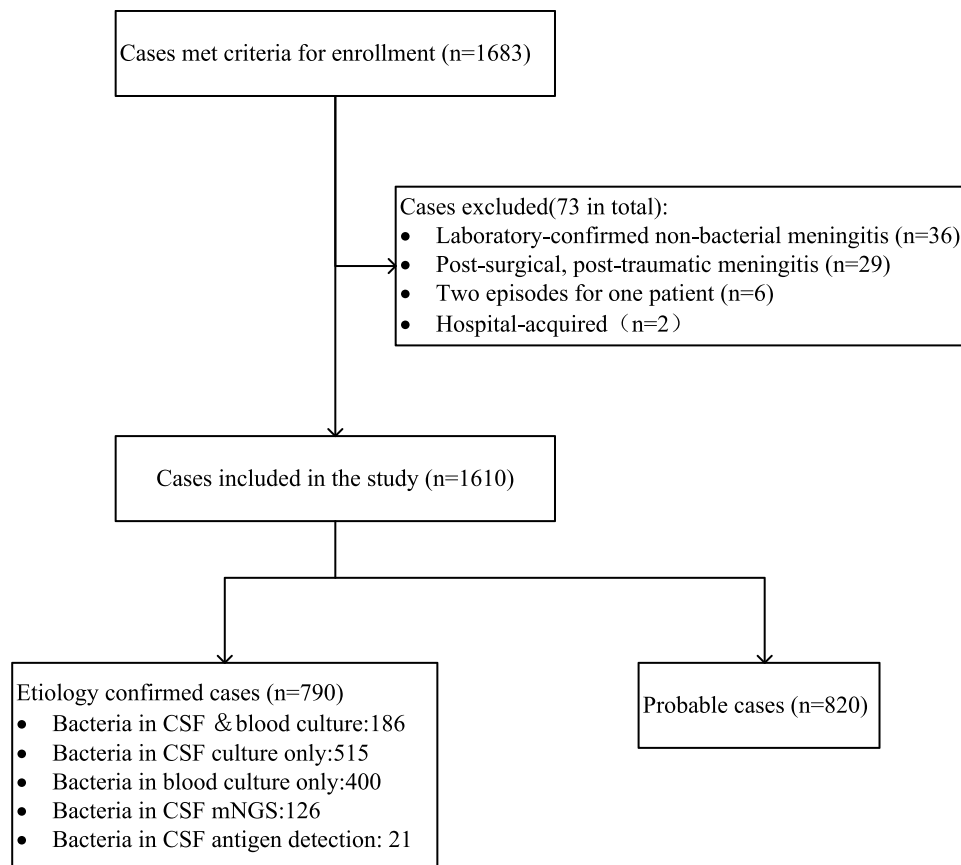 Cases met criteria for enrollment (n=1683)
Cases excluded(73 in total):
• Laboratory-confirmed non-bacterial meningitis (n=36)
• Post-surgical, post-traumatic meningitis (n=29)
• Two episodes for one patient (n=6)
• Hospital-acquired（n=2）
Cases included in the study (n=1610)
Etiology confirmed cases (n=790)
• Bacteria in CSF ＆blood culture:186
• Bacteria in CSF culture only:515
• Bacteria in blood culture only:400
• Bacteria in CSF mNGS:126
• Bacteria in CSF antigen detection: 21
Probable cases (n=820)